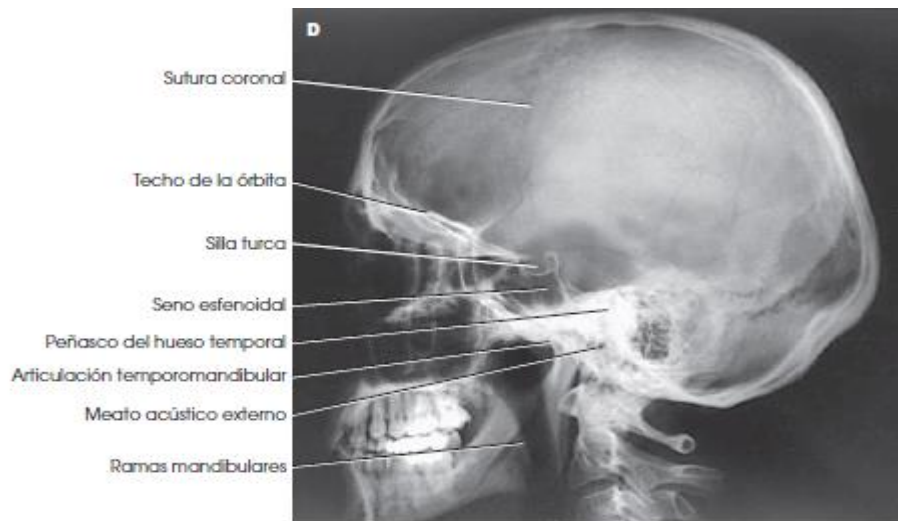 D
Sutura coronal
Techo de la órbita
Silla turca
Seno esfenoidal
Peñasco del hueso temporal
Articulación temporomandibular
Meato acústico externo
Ramas mandibulares